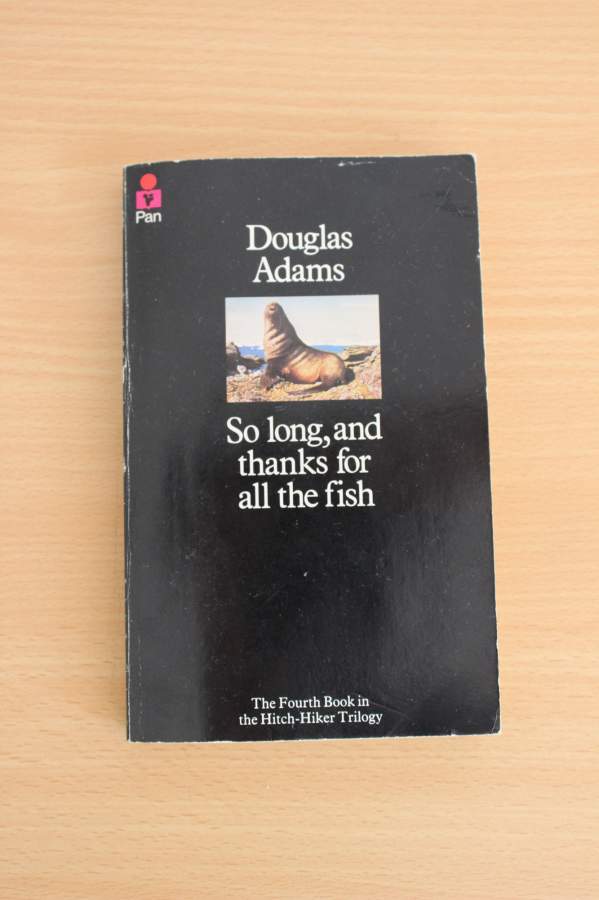 Pan
Douglas
Adams
So long, and
thanks for
all the fish
The Fourth Book in
the Hitch-Hiker Trilogy